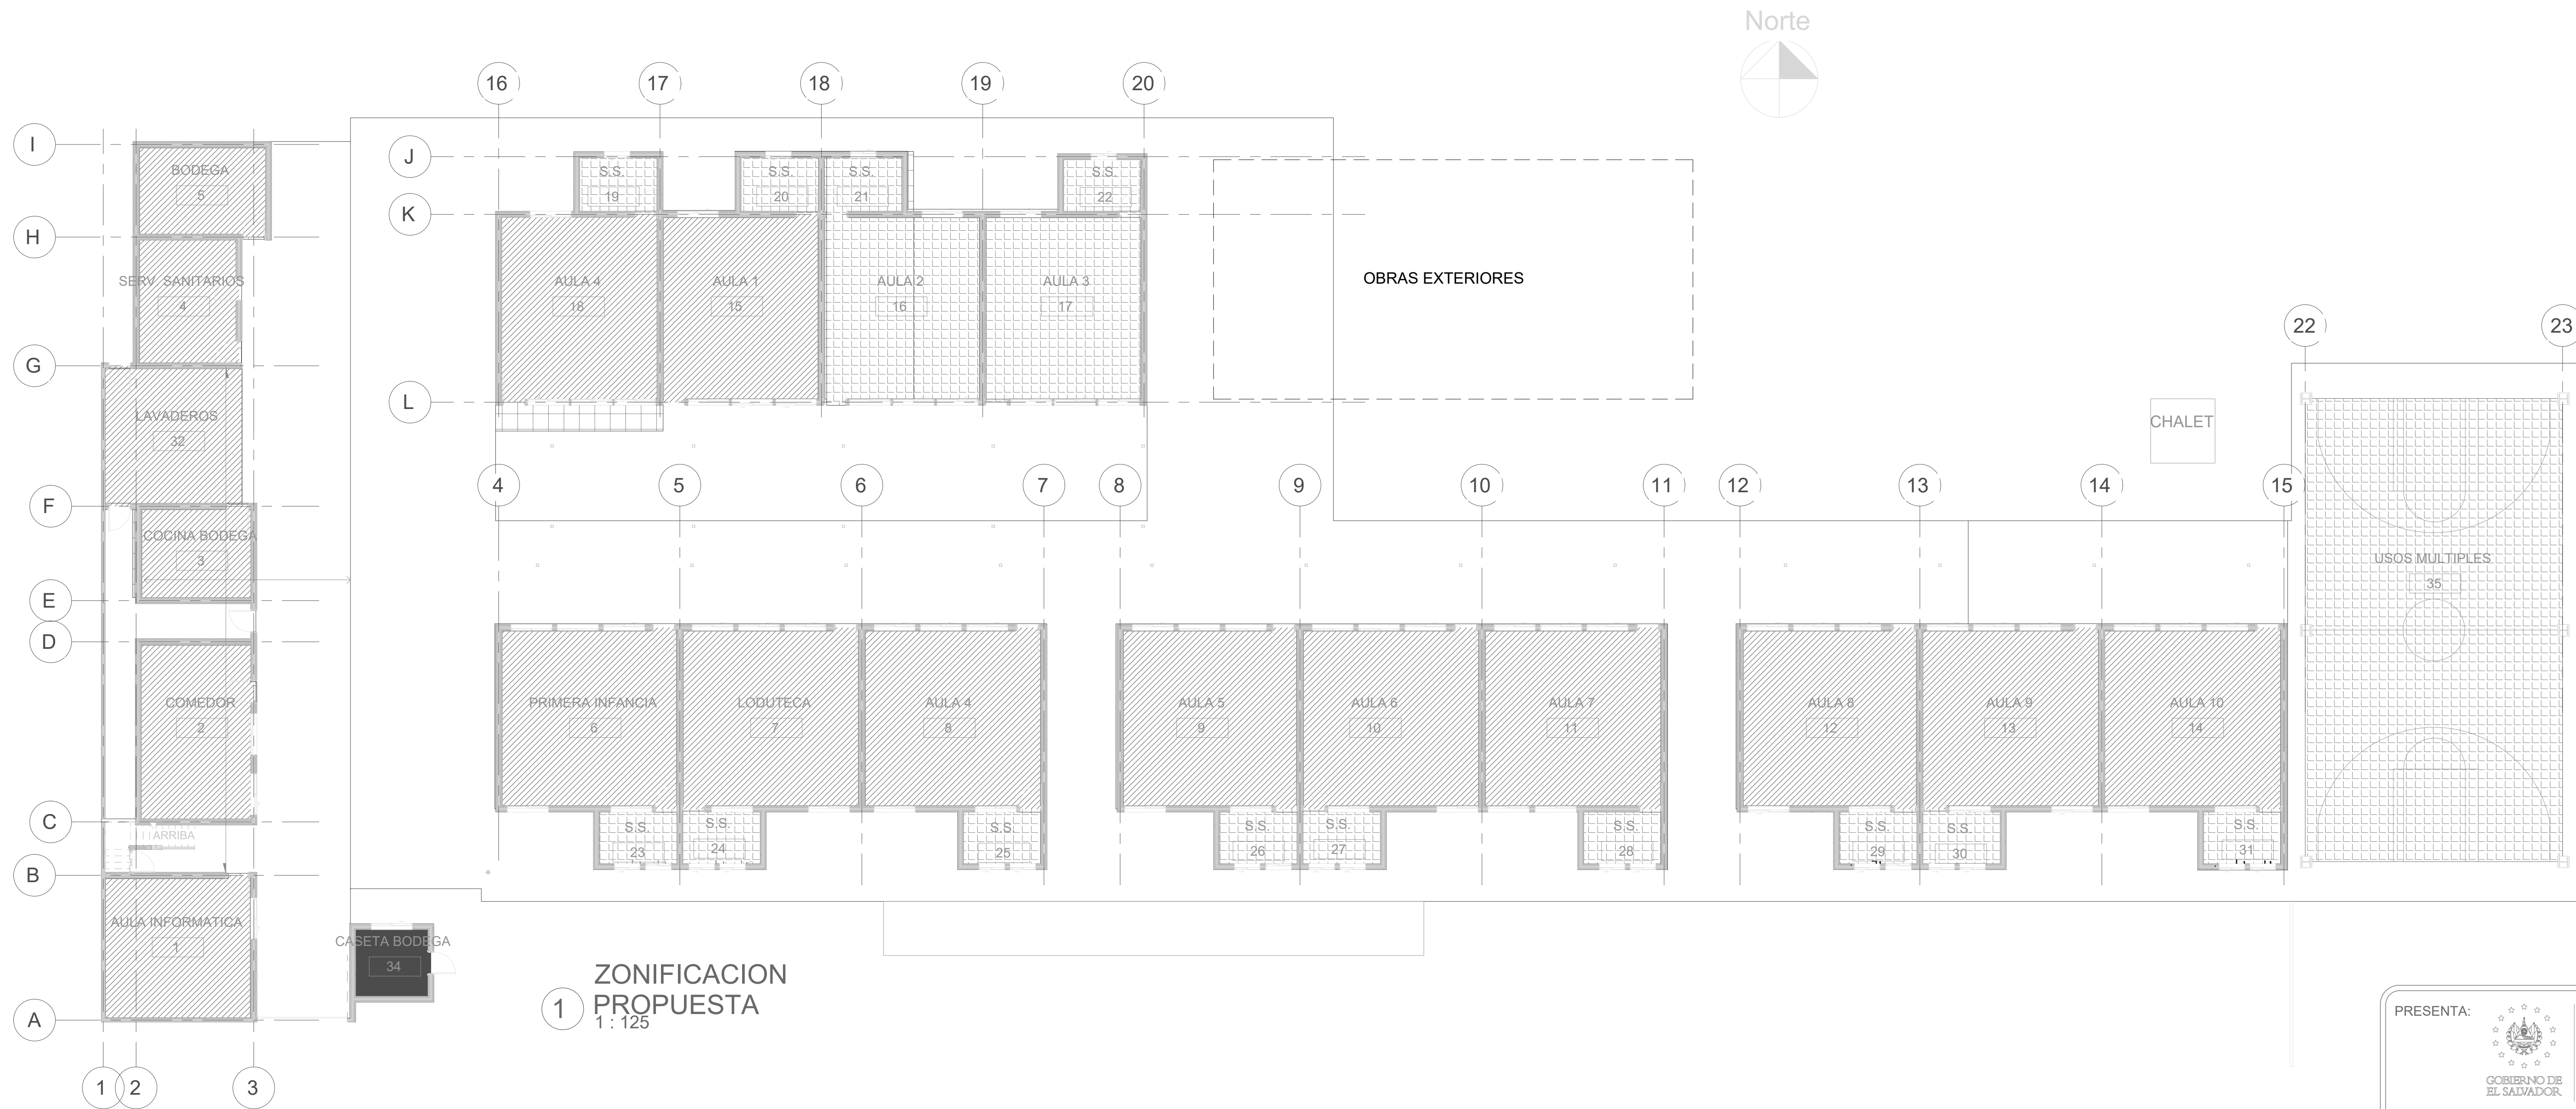 Norte
16
17
18
19
20
I
J
BODEGA
5
S.S.
19
S.S.
20
S.S.
21
S.S.
22
K
H
SERV. SANITARIOS
4
AULA 4
18
AULA 1
15
AULA 2
16
AULA 3
17
OBRAS EXTERIORES
22
23
G
L
LAVADEROS
32
CHALET
4
5
6
7
8
9
10
11
12
13
14
15
F
COCINA BODEGA
3
USOS MULTIPLES
35
E
D
COMEDOR
2
PRIMERA INFANCIA
6
LODUTECA
7
AULA 4
8
AULA 5
9
AULA 6
10
AULA 7
11
AULA 8
12
AULA 9
13
AULA 10
14
C
ARRIBA
S.S.
23
S.S.
24
S.S.
25
S.S.
26
S.S.
27
S.S.
28
S.S.
29
S.S.
30
S.S.
31
B
AULA INFORMATICA
1
CASETA BODEGA
34
A
1
ZONIFICACION
PROPUESTA
1 : 125
PRESENTA:
GOBIERNO DE
EL SALVADOR
1
2
3